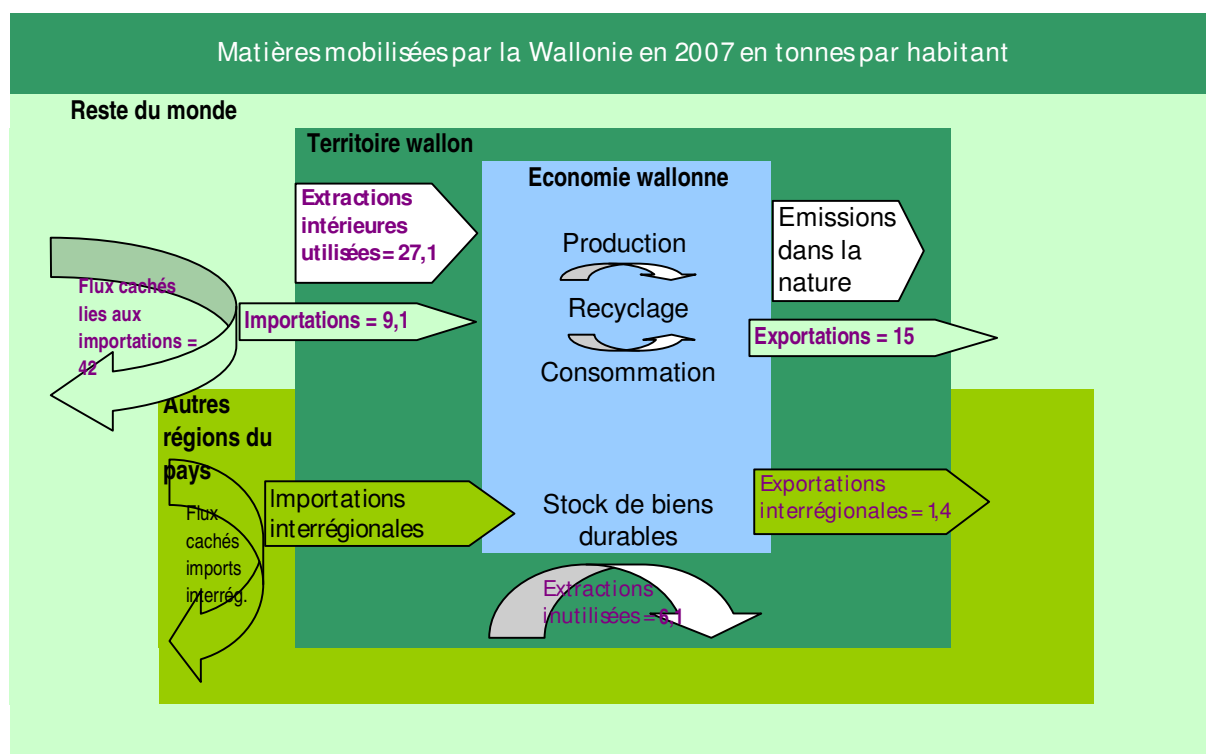 Matières mobilisées par la Wallonie en 2007 en tonnes par habitant
Reste du monde
Territoire wallon
Economie wallonne
Extractions
intérieures
utilisées = 27,1
Production
Emissions
dans la
nature
Flux cachés
lies aux
importations =
42
Importations = 9,1
Recyclage
Exportations = 15
Consommation
Autres
régions du
pays
Flux
cachés
imports
interrég.
Importations
interrégionales
Stock de biens
durables
Exportations
interrégionales = 1,4
Extractions
inutilisées = 6,1